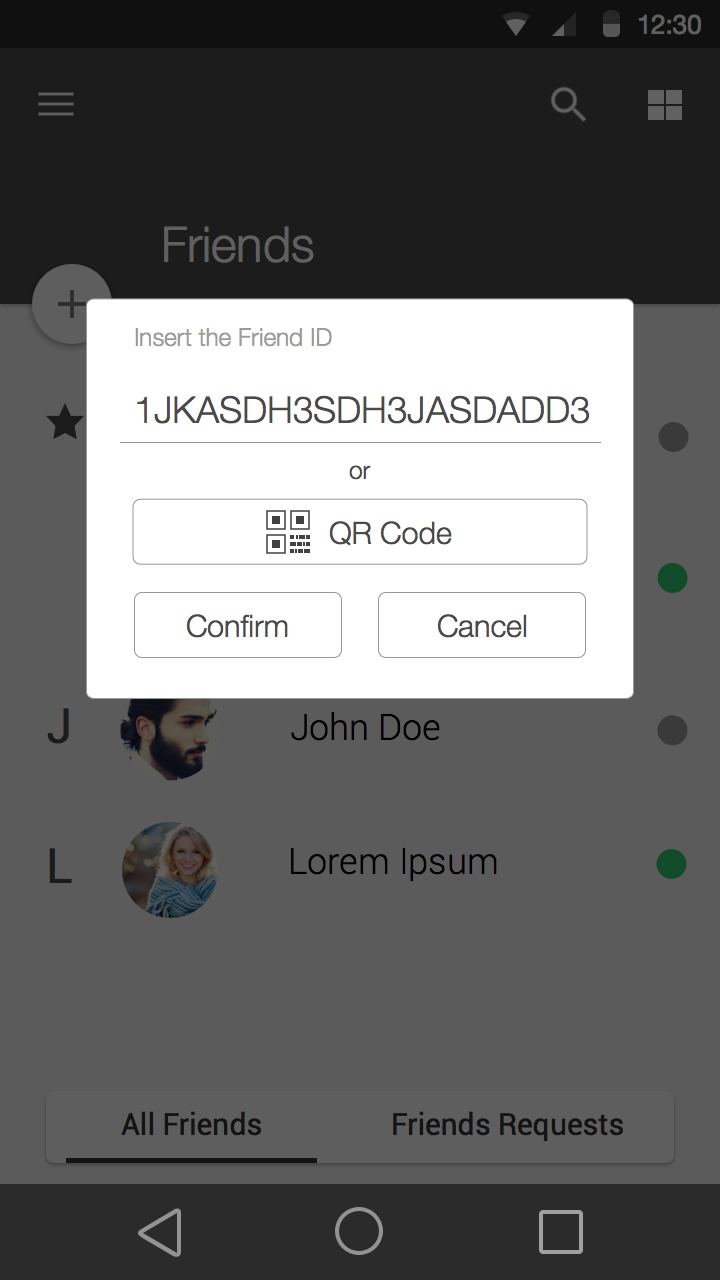 12:30
Friends
Insert the Friend ID
1JKASDH3SDH3JASDADD3
or
QR Code
Confirm Cancel
J John Doe
L Lorem Ipsum
All Friends Friends Requests